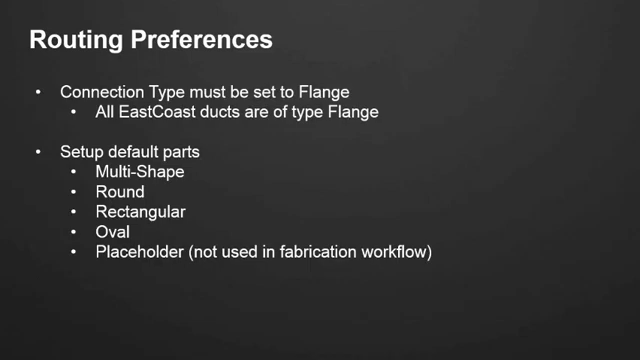 Routing Preferences
• Connection Type must be set to Flange
• All EastCoast ducts are of type Flange
• Setup default parts
• Multi-Shape
• Round
• Rectangular
• Oval
• Placeholder (not used in fabrication workflow)